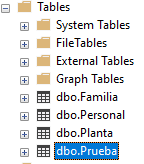 Tables
System Tables
FileTables
External Tables
Graph Tables
dbo.Familia
dbo.Personal
dbo.Planta
dbo.Prueba